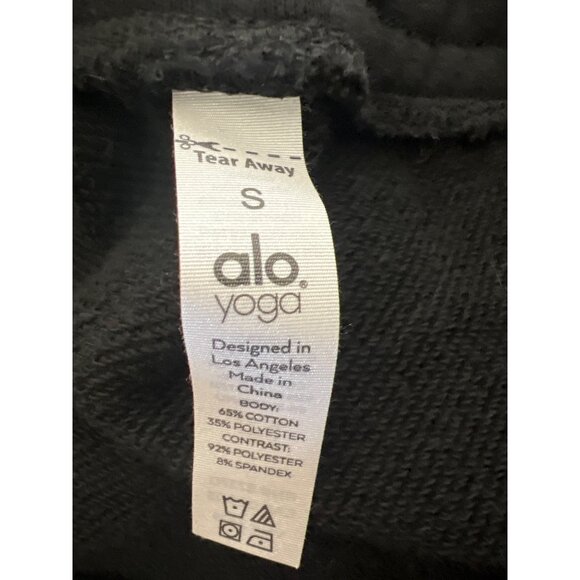 Tear Away
S
alo®
yoga
Designed in
Los Angeles
Made in
China
BODY:
65% COTTON
35% POLYESTER
CONTRAST:
92% POLYESTER
8% SPANDEX